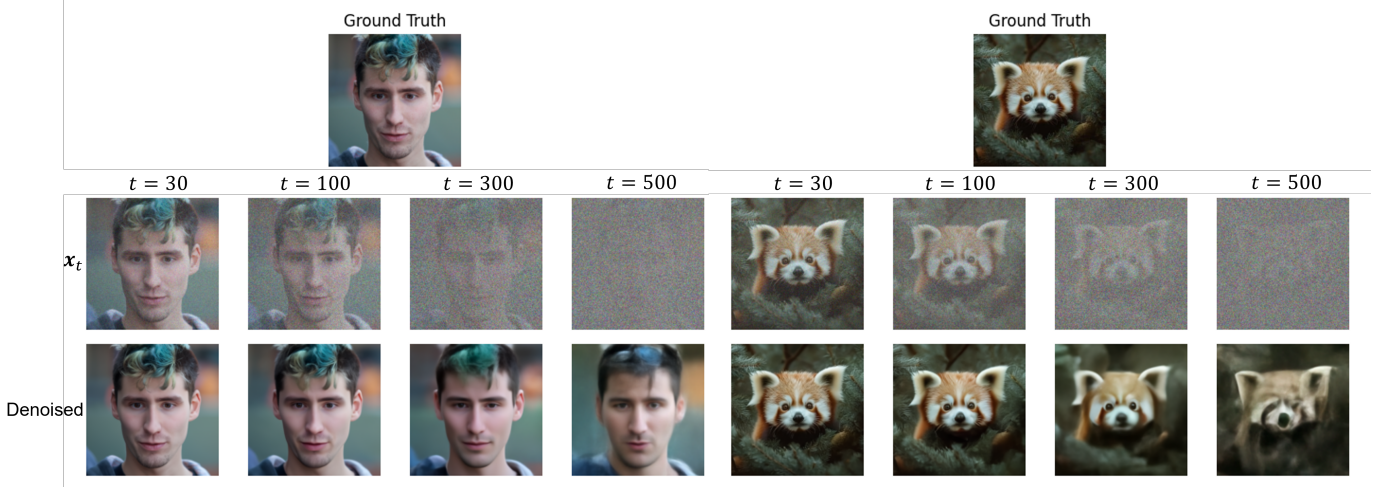 Ground Truth Ground Truth
t = 30 t = 100 t = 300 t = 500 t = 30 t = 100 t = 300 t = 500
x_t
Denoised